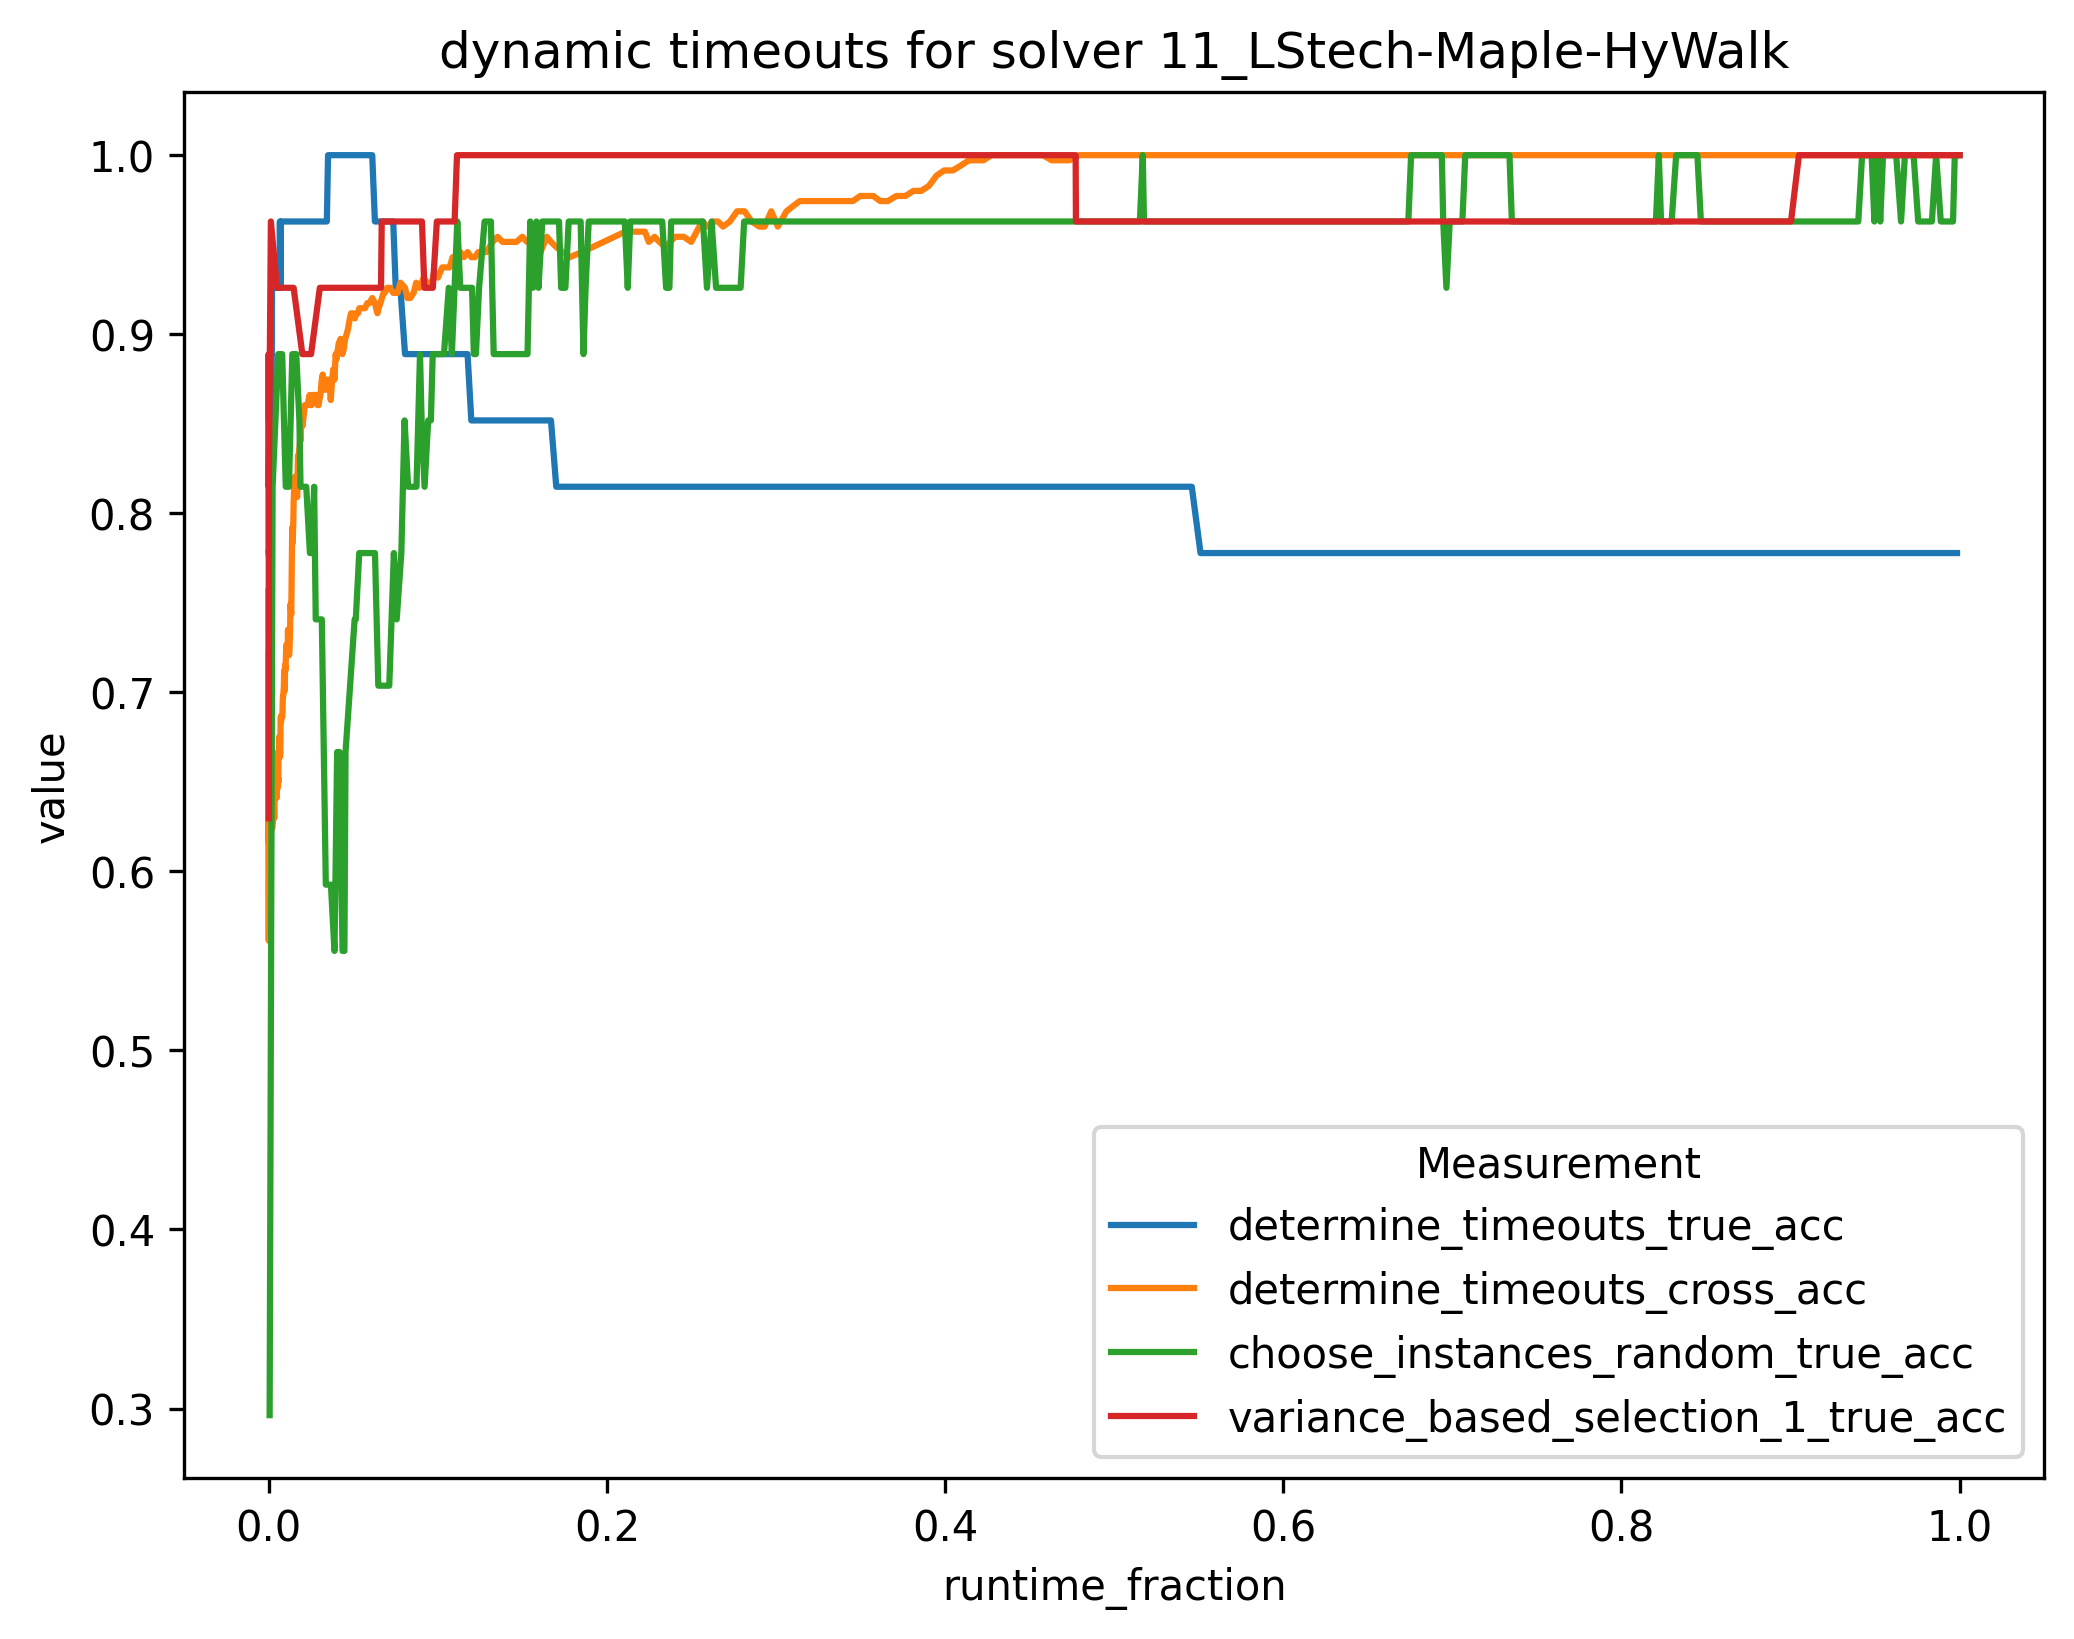 dynamic timeouts for solver 11_LStech-Maple-HyWalk
1.0
0.9
0.8
0.7
0.6
0.5
0.4
0.3
value
0.0 0.2 0.4 0.6 0.8 1.0
runtime_fraction
Measurement
determine_timeouts_true_acc
determine_timeouts_cross_acc
choose_instances_random_true_acc
variance_based_selection_1_true_acc